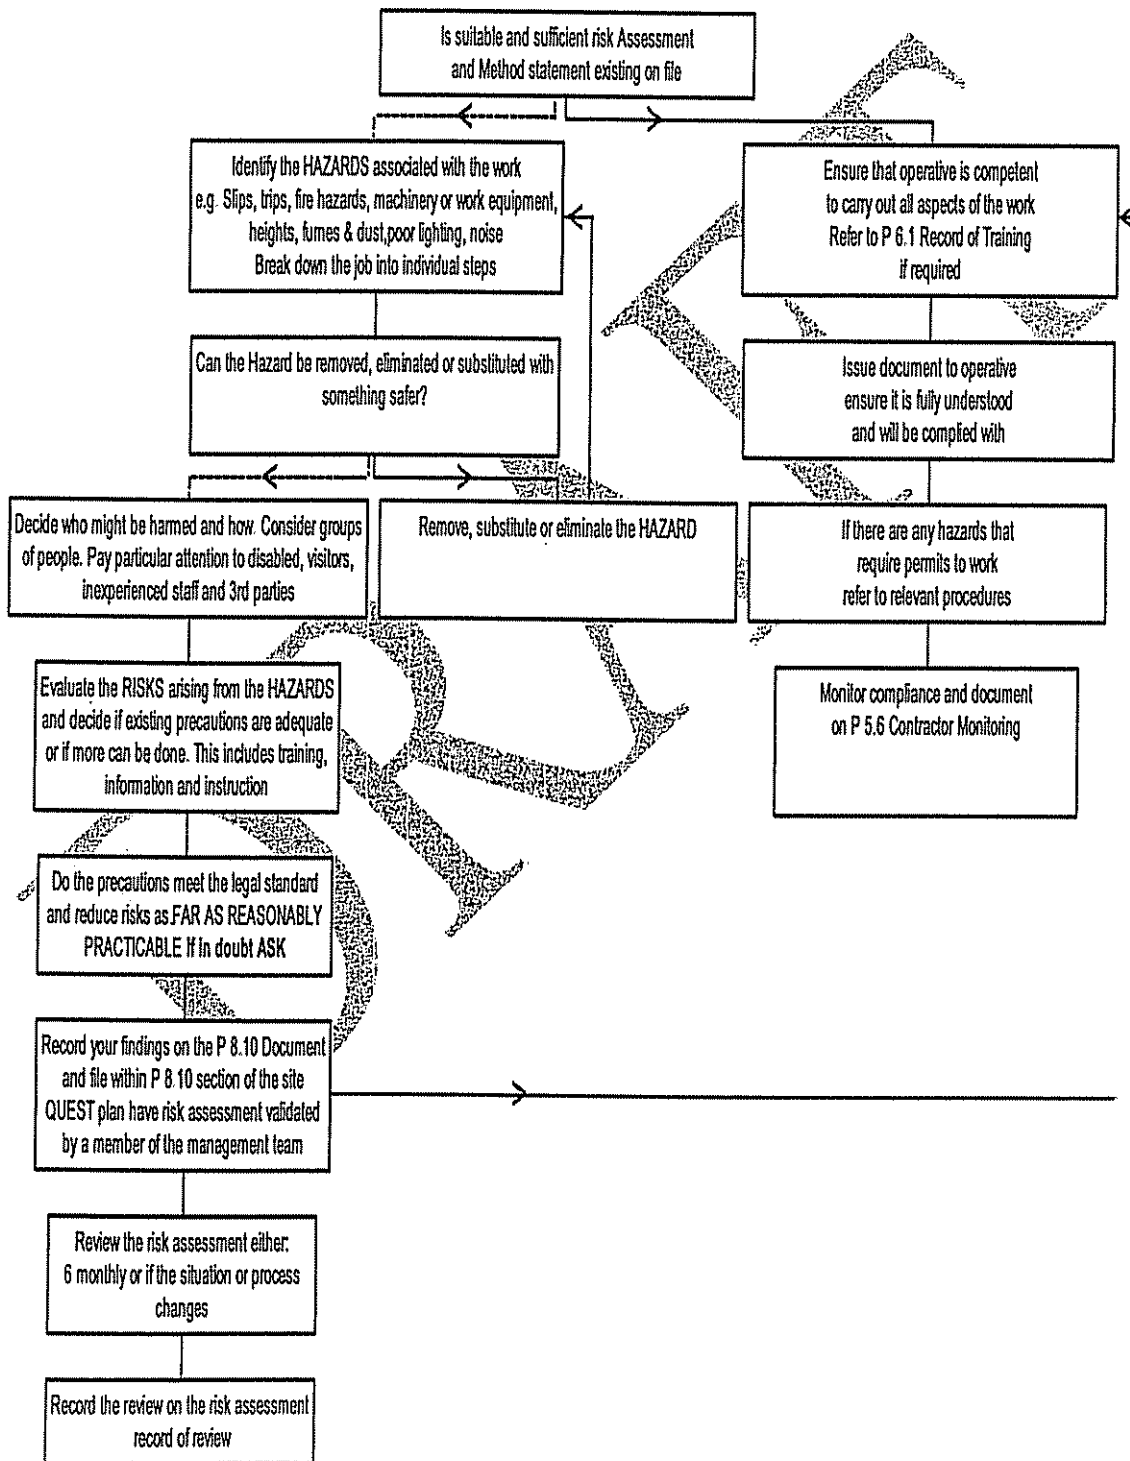 Is suitable and sufficient risk Assessment
and Method statement existing on file
Identify the HAZARDS associated with the work
e.g. Slips, trips, fire hazards, machinery or work equipment,
heights, fumes & dust,poor lighting, noise
Break down the job into individual steps
Ensure that operative is competent
to carry out all aspects of the work
Refer to P 6.1 Record of Training
if required
Can the Hazard be removed, eliminated or substituted with
something safer?
Issue document to operative
ensure it is fully understood
and will be complied with
Decide who might be harmed and how. Consider groups
of people. Pay particular attention to disabled, visitors,
inexperienced staff and 3rd parties
Remove, substitute or eliminate the HAZARD
If there are any hazards that
require permits to work
refer to relevant procedures
Evaluate the RISKS arising from the HAZARDS
and decide if existing precautions are adequate
or if more can be done. This includes training,
information and instruction
Monitor compliance and document
on P 5.6 Contractor Monitoring
Do the precautions meet the legal standard
and reduce risks as FAR AS REASONABLY
PRACTICABLE If in doubt ASK
Record your findings on the P 8.10 Document
and file within P 8.10 section of the site
QUEST plan have risk assessment validated
by a member of the management team
Review the risk assessment either:
6 monthly or if the situation or process
changes
Record the review on the risk assessment
record of review